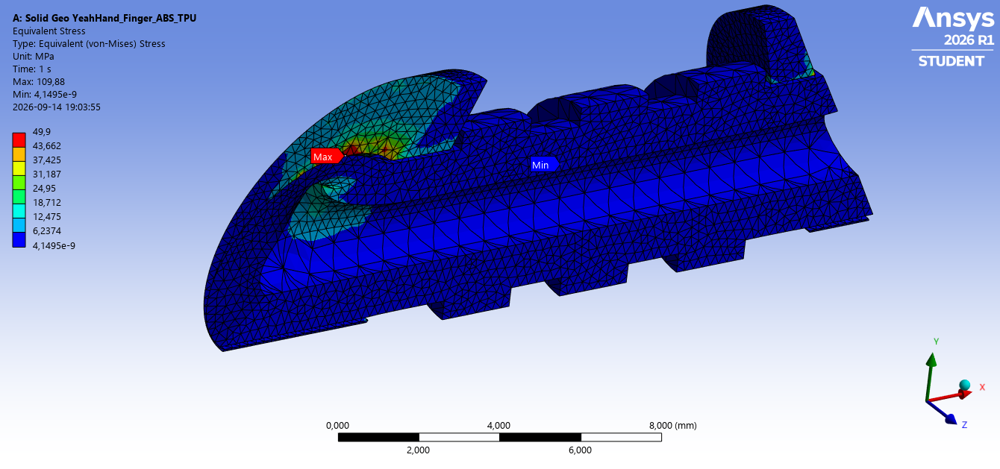 A: Solid Geo YeahHand_Finger_ABS_TPU
Equivalent Stress
Type: Equivalent (von-Mises) Stress
Unit: MPa
Time: 1 s
Max: 109,88
Min: 4,1495e-9
2026-09-14 19:03:55
49,9
43,662
37,425
31,187
24,95
18,712
12,475
6,2374
4,1495e-9
Ansys
2026 R1
STUDENT
Max
Min
0,000 4,000 8,000 (mm)
2,000 6,000
Y
X
Z